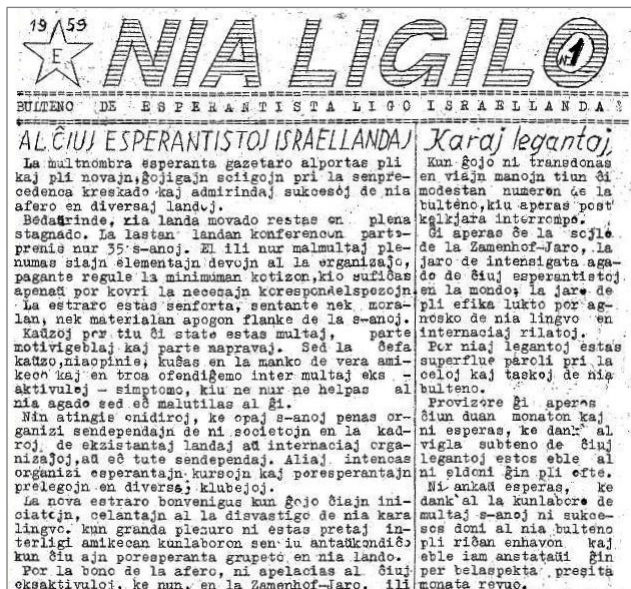 1959
E
NIA LIGILO
N: 1
BULTENO DE ESPERANTISTA LIGO ISRAELLANDA
AL ĈIUJ ESPERANTISTOJ ISRAELLANDAJ
La multnombra esperanta gazetaro alportas pli
kaj pli novajn, ĝojigajn sciigojn pri la senpre-
cedenca kreskado kaj admirindaj sukcesoj de nia
afero en diversaj landoj.
Bedaŭrinde, nia landa movado restas en plena
stagnado. La lastan landan konferencon parto-
prenis nur 35 s-anoj. El ili nur malmultaj ple-
numas siajn elementajn devojn al la organizaĵo,
pagante regule la minimuman kotizon, kio sufiĉas
apenaŭ por kovri la necesajn korespondelspezojn
La estraro estas senforta, sentante nek mora-
lan, nek materialan apogon flanke de la s-anoj.
Kaŭzoj por tiu ĉi stato estas multaj, parte
motivigeblaj kaj parte napravaj. Sed la ĉefa
kaŭzo, niaopinie, kuŝas en la manko de vera ami-
keco kaj en troa ofendiĝemo inter multaj eks -
aktivuloj - simptomo, kiu ne nur ne helpas al
nia agado sed eĉ malutilas al ĝi.
Nin atingis onidiroj, ke opaj s-anoj penas or-
ganizi sendependajn de ni societojn en la kad-
roj de ekzistantaj landaj aŭ internaciaj orga-
nizaĵoj, aŭ eĉ tute sendependaj. Aliaj intencas
organizi esperantajn kursojn kaj poresperantajn
prelegojn en diversaj klubejoj.
La nova estraro bonvenigus kun ĝojo ĉiajn ini-
ciatojn, celantajn al la disvastigo de nia kara
lingvo. kun granda plezuro ni estas pretaj in-
terligi amikecan kunlaboron sen iu antaŭkondiĉo
kun ĉiu ajn poresperanta grupeto en nia lando.
Por la bono de la afero, ni apelacias al ĉiuj
eksaktivuloj, ke nun, en la Zamenhof-Jaro, ili
Karaj legantoj
Kun ĝojo ni transdonas
en viajn manojn tiun ĉi
modestan numeron de la
bulteno, kiu aperas post
kelkjara interrompo.
Ĝi aperas ĉe la sojlo
de la Zamenhof-Jaro, la
jaro de intensigata aga-
do de ĉiuj esperantistoj
en la mondo; la jaro de
pli efika lukto por ag-
nosko de nia lingvo en
internaciaj rilatoj.
Por niaj legantoj estas
superflue paroli pri la
celoj kaj taskoj de nia
bulteno.
Provizore ĝi aperos
ĉiun duan monaton kaj
ni esperas, ke dank' al
vigla subteno de ĉiuj
legantoj estos eble al
ni eldoni ĝin pli ofte.
Ni ankaŭ esperas, ke
dank'al la kunlaboro de
multaj s-anoj ni sukce-
sos doni al nia bulteno
pli riĉan enhavon kaj
eble iam anstataŭi ĝin
per belaspekta presita
monata revuo.